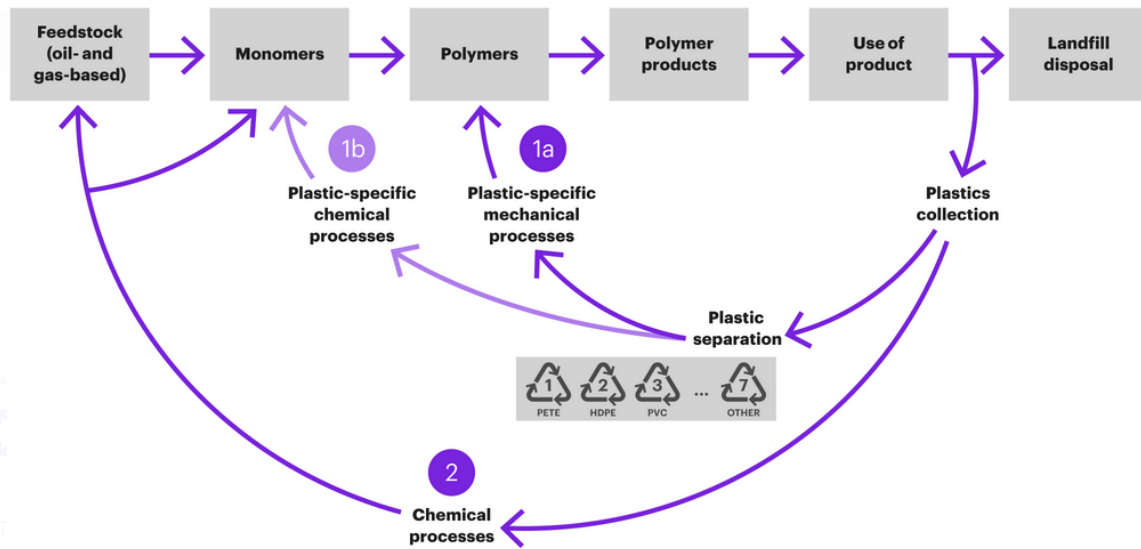 Feedstock
(oil- and
gas-based)
Monomers
Polymers
Polymer
products
Use of
product
Landfill
disposal
1b
1a
Plastic-specific
chemical
processes
Plastic-specific
mechanical
processes
Plastics
collection
Plastic
separation
1 2 3 ... 7
PETE HDPE PVC OTHER
2
Chemical
processes